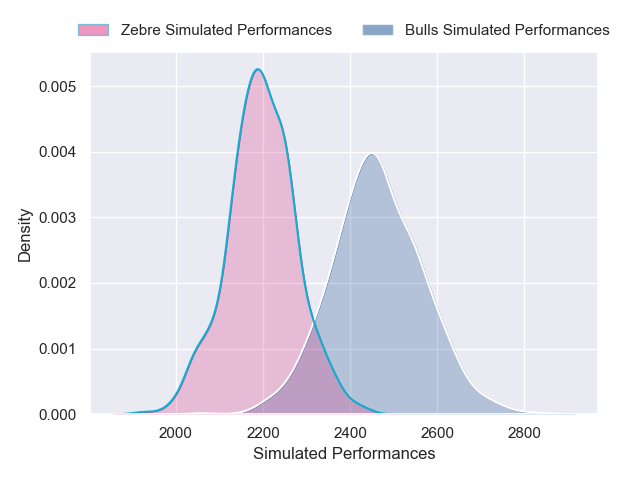 Zebre Simulated Performances
Bulls Simulated Performances
0.005
0.004
0.003
0.002
0.001
0.000
Density
2000 2200 2400 2600 2800
Simulated Performances